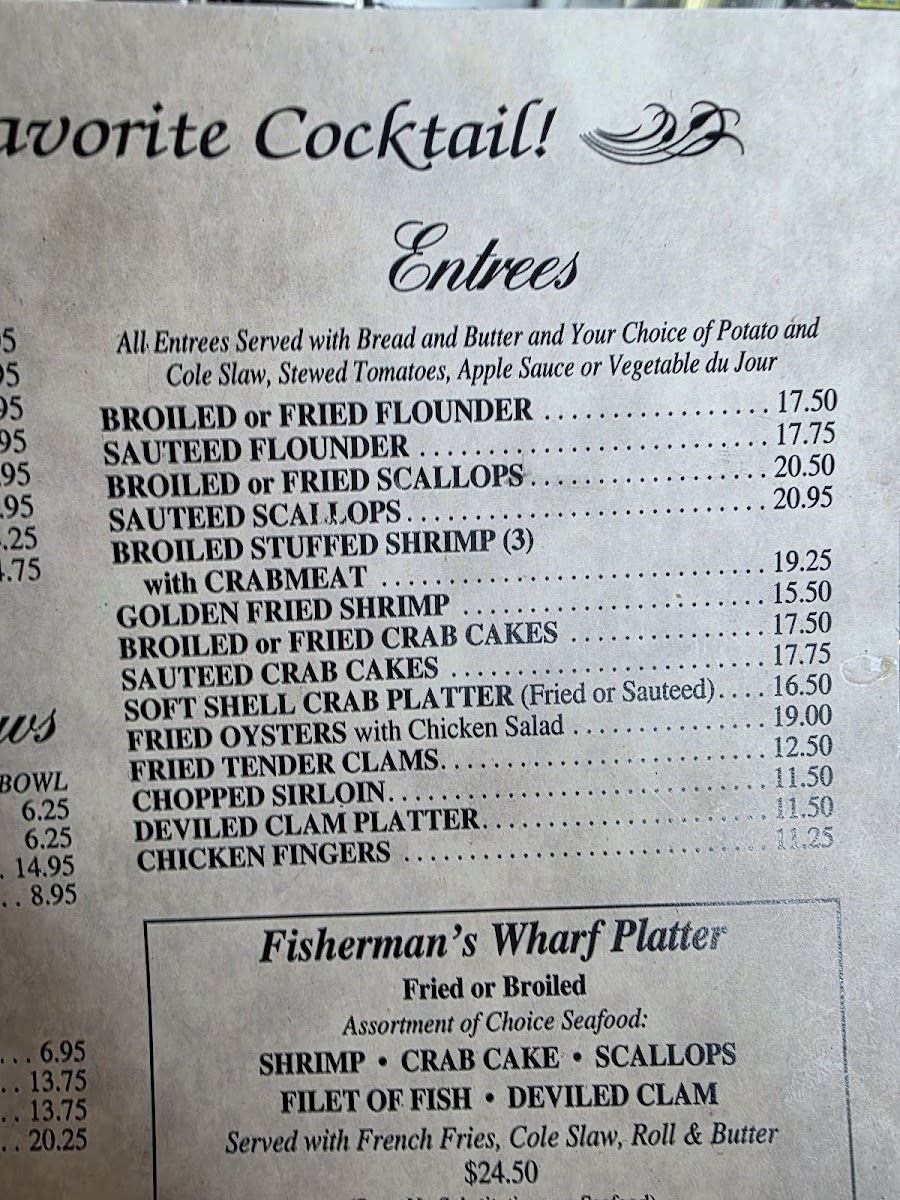 avorite Cocktail!
Entrees
All Entrees Served with Bread and Butter and Your Choice of Potato and
Cole Slaw, Stewed Tomatoes, Apple Sauce or Vegetable du Jour
BROILED or FRIED FLOUNDER .................. 17.50
SAUTEED FLOUNDER ............................ 17.75
BROILED or FRIED SCALLOPS .................. 20.50
SAUTEED SCALLOPS ............................ 20.95
BROILED STUFFED SHRIMP (3)
with CRABMEAT ............................ 19.25
GOLDEN FRIED SHRIMP ........................ 15.50
BROILED or FRIED CRAB CAKES ............... 17.50
SAUTEED CRAB CAKES ........................ 17.75
SOFT SHELL CRAB PLATTER (Fried or Sauteed) .... 16.50
FRIED OYSTERS with Chicken Salad ............... 19.00
FRIED TENDER CLAMS ........................ 12.50
CHOPPED SIRLOIN ............................ 11.50
DEVILED CLAM PLATTER ...................... 11.50
CHICKEN FINGERS ............................ 11.25
Fisherman's Wharf Platter
Fried or Broiled
Assortment of Choice Seafood:
SHRIMP • CRAB CAKE • SCALLOPS
FILET OF FISH • DEVILED CLAM
Served with French Fries, Cole Slaw, Roll & Butter
$24.50
5
95
95
95
.95
.95
.25
4.75
ws
BOWL
6.25
6.25
. 14.95
.. 8.95
... 6.95
.. 13.75
.. 13.75
.. 20.25